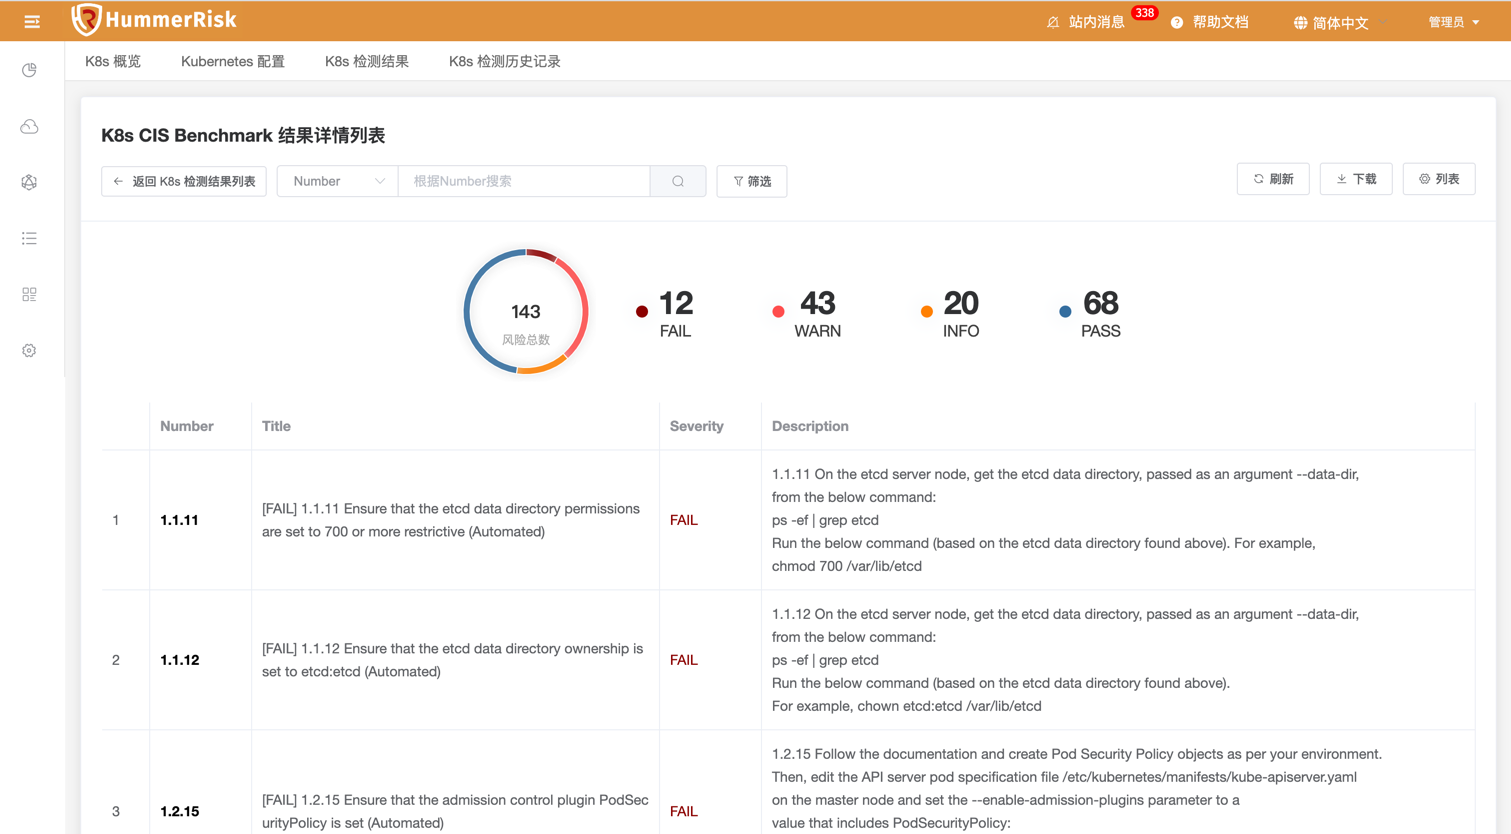 HummerRisk
站内消息 338
帮助文档
简体中文
管理员
K8s 概览 Kubernetes 配置 K8s 检测结果 K8s 检测历史记录
K8s CIS Benchmark 结果详情列表
返回 K8s 检测结果列表 Number 根据Number搜索 筛选 刷新 下载 列表
143
风险总数
12
FAIL
43
WARN
20
INFO
68
PASS
Number Title Severity Description
1
1.1.11
[FAIL] 1.1.11 Ensure that the etcd data directory permissions
are set to 700 or more restrictive (Automated)
FAIL
1.1.11 On the etcd server node, get the etcd data directory, passed as an argument --data-dir,
from the below command:
ps -ef | grep etcd
Run the below command (based on the etcd data directory found above). For example,
chmod 700 /var/lib/etcd
2
1.1.12
[FAIL] 1.1.12 Ensure that the etcd data directory ownership is
set to etcd:etcd (Automated)
FAIL
1.1.12 On the etcd server node, get the etcd data directory, passed as an argument --data-dir,
from the below command:
ps -ef | grep etcd
Run the below command (based on the etcd data directory found above).
For example, chown etcd:etcd /var/lib/etcd
3
1.2.15
[FAIL] 1.2.15 Ensure that the admission control plugin PodSec
urityPolicy is set (Automated)
FAIL
1.2.15 Follow the documentation and create Pod Security Policy objects as per your environment.
Then, edit the API server pod specification file /etc/kubernetes/manifests/kube-apiserver.yaml
on the master node and set the --enable-admission-plugins parameter to a
value that includes PodSecurityPolicy: